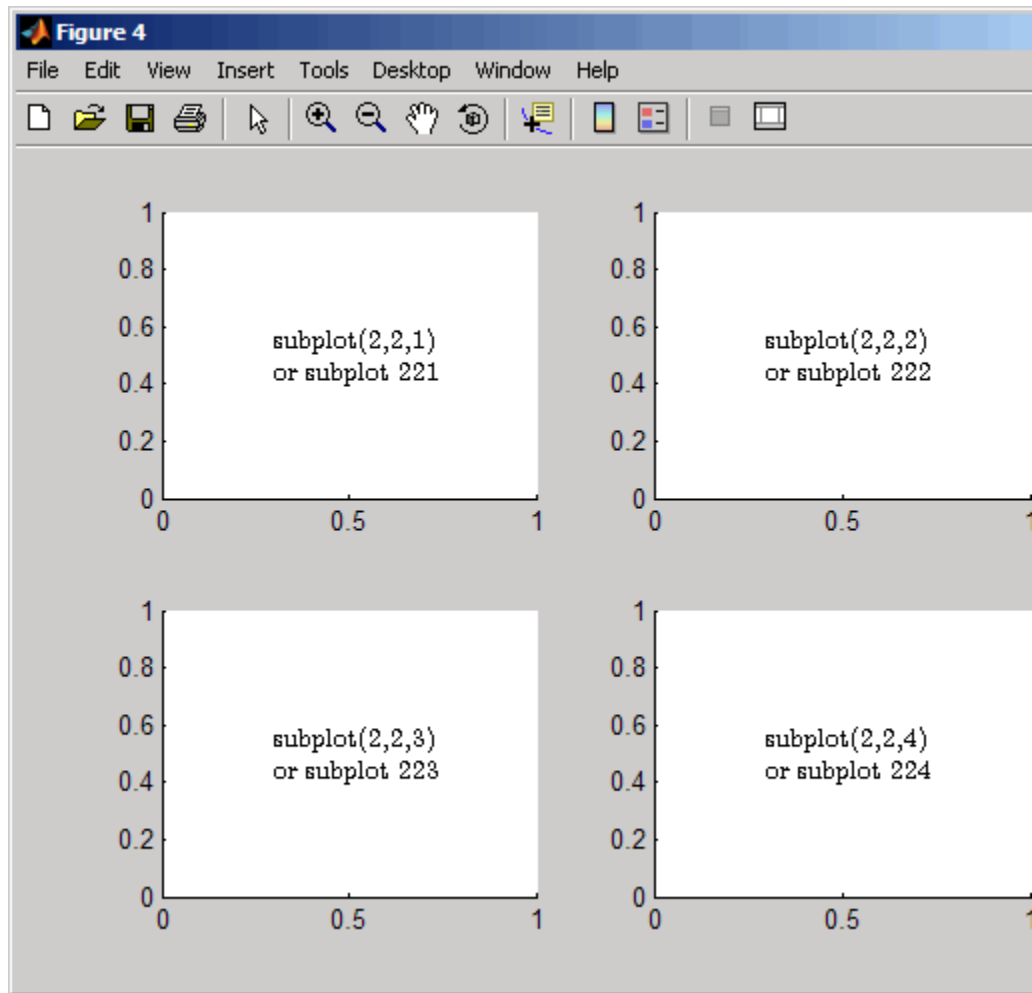 Figure 4
File Edit View Insert Tools Desktop Window Help
1
0.8
0.6
0.4
0.2
0
0 0.5 1
subplot(2,2,1)
or subplot 221
1
0.8
0.6
0.4
0.2
0
0 0.5 1
subplot(2,2,2)
or subplot 222
1
0.8
0.6
0.4
0.2
0
0 0.5 1
subplot(2,2,3)
or subplot 223
1
0.8
0.6
0.4
0.2
0
0 0.5 1
subplot(2,2,4)
or subplot 224